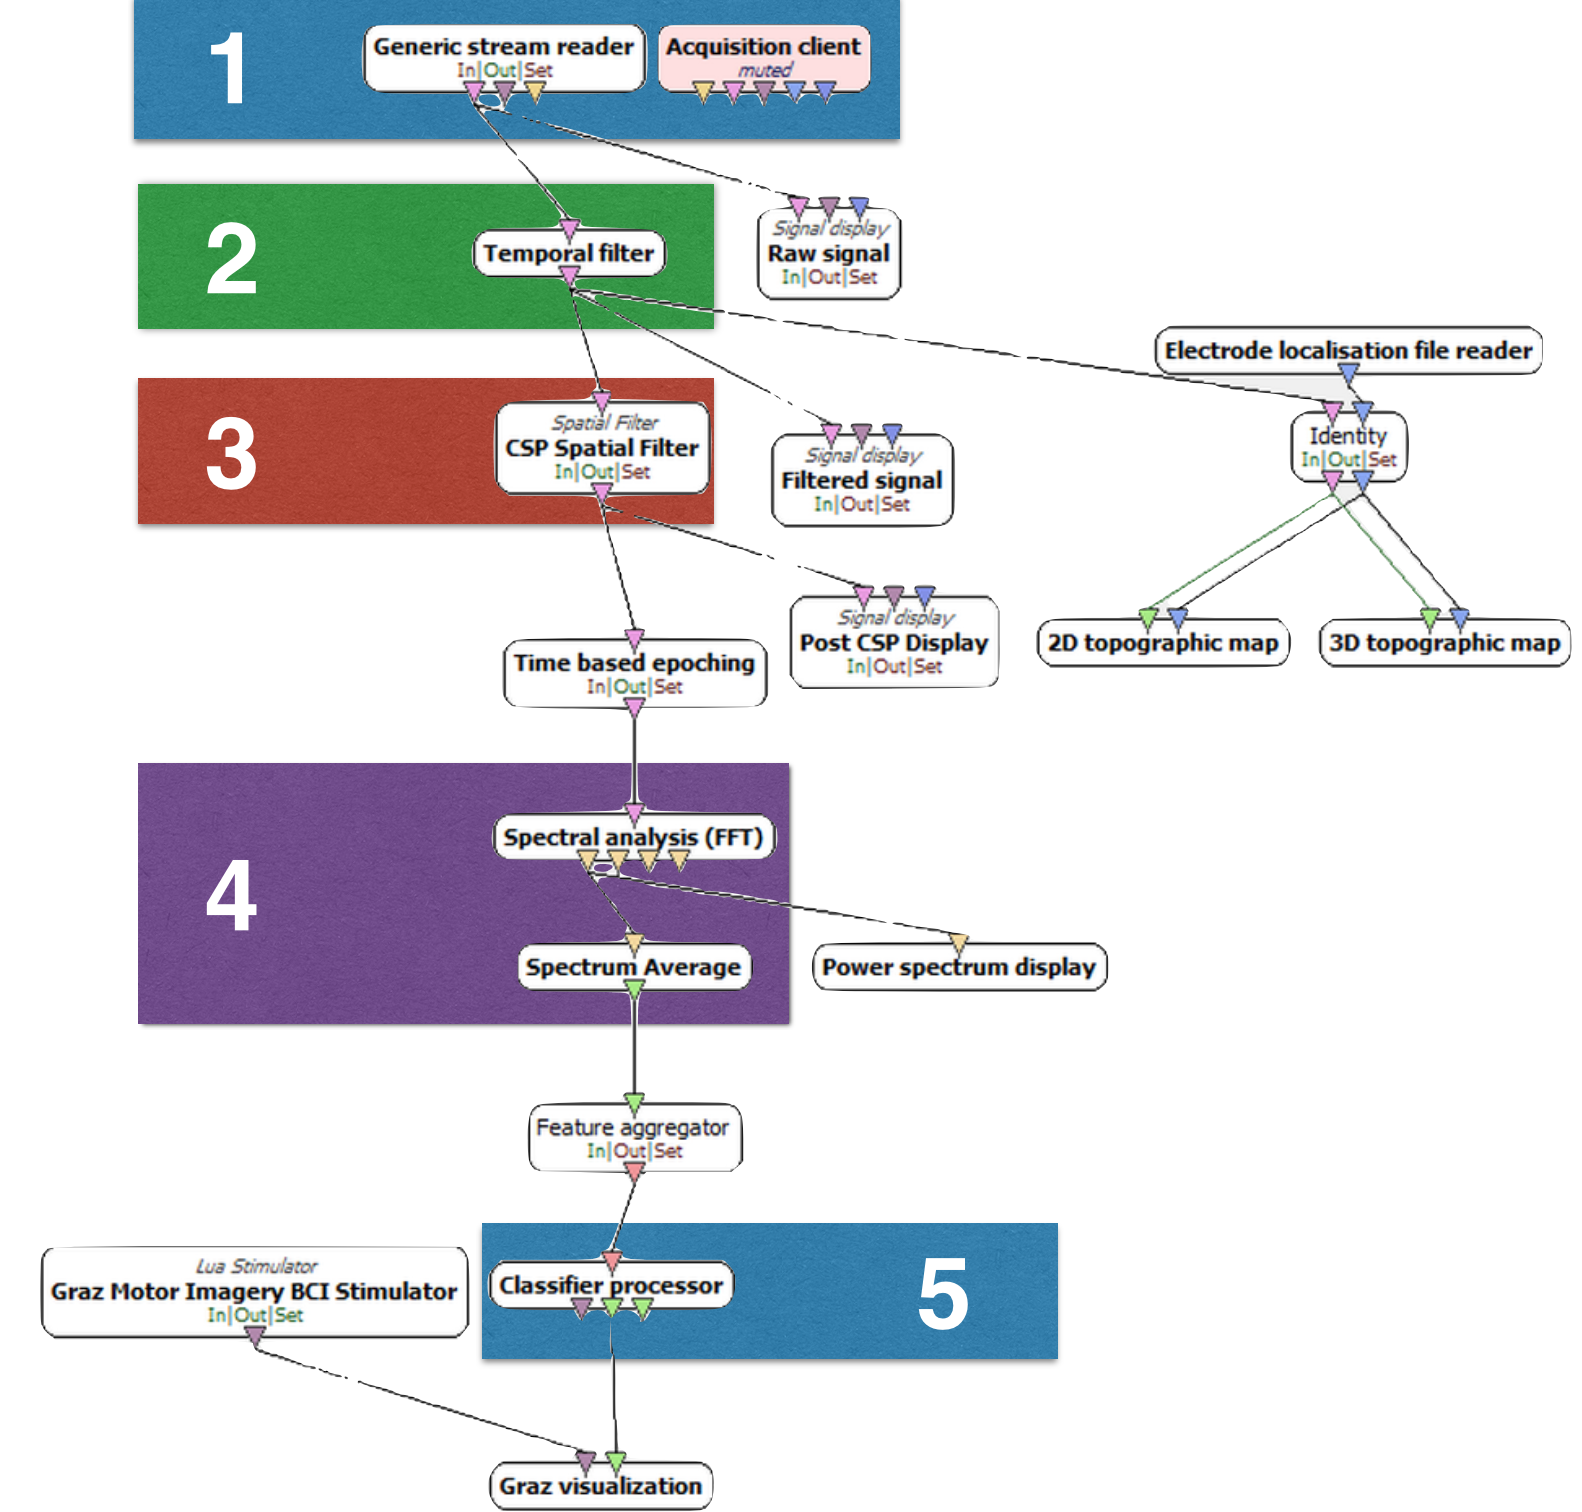 1
Generic stream reader
In|Out|Set
Acquisition client
muted
2
Temporal filter
Signal display
Raw signal
In|Out|Set
Electrode localisation file reader
3
Spatial Filter
CSP Spatial Filter
In|Out|Set
Signal display
Filtered signal
In|Out|Set
Identity
In|Out|Set
Time based epoching
In|Out|Set
Signal display
Post CSP Display
In|Out|Set
2D topographic map
3D topographic map
4
Spectral analysis (FFT)
Spectrum Average
Power spectrum display
Feature aggregator
In|Out|Set
Lua Stimulator
Graz Motor Imagery BCI Stimulator
In|Out|Set
Classifier processor
5
Graz visualization